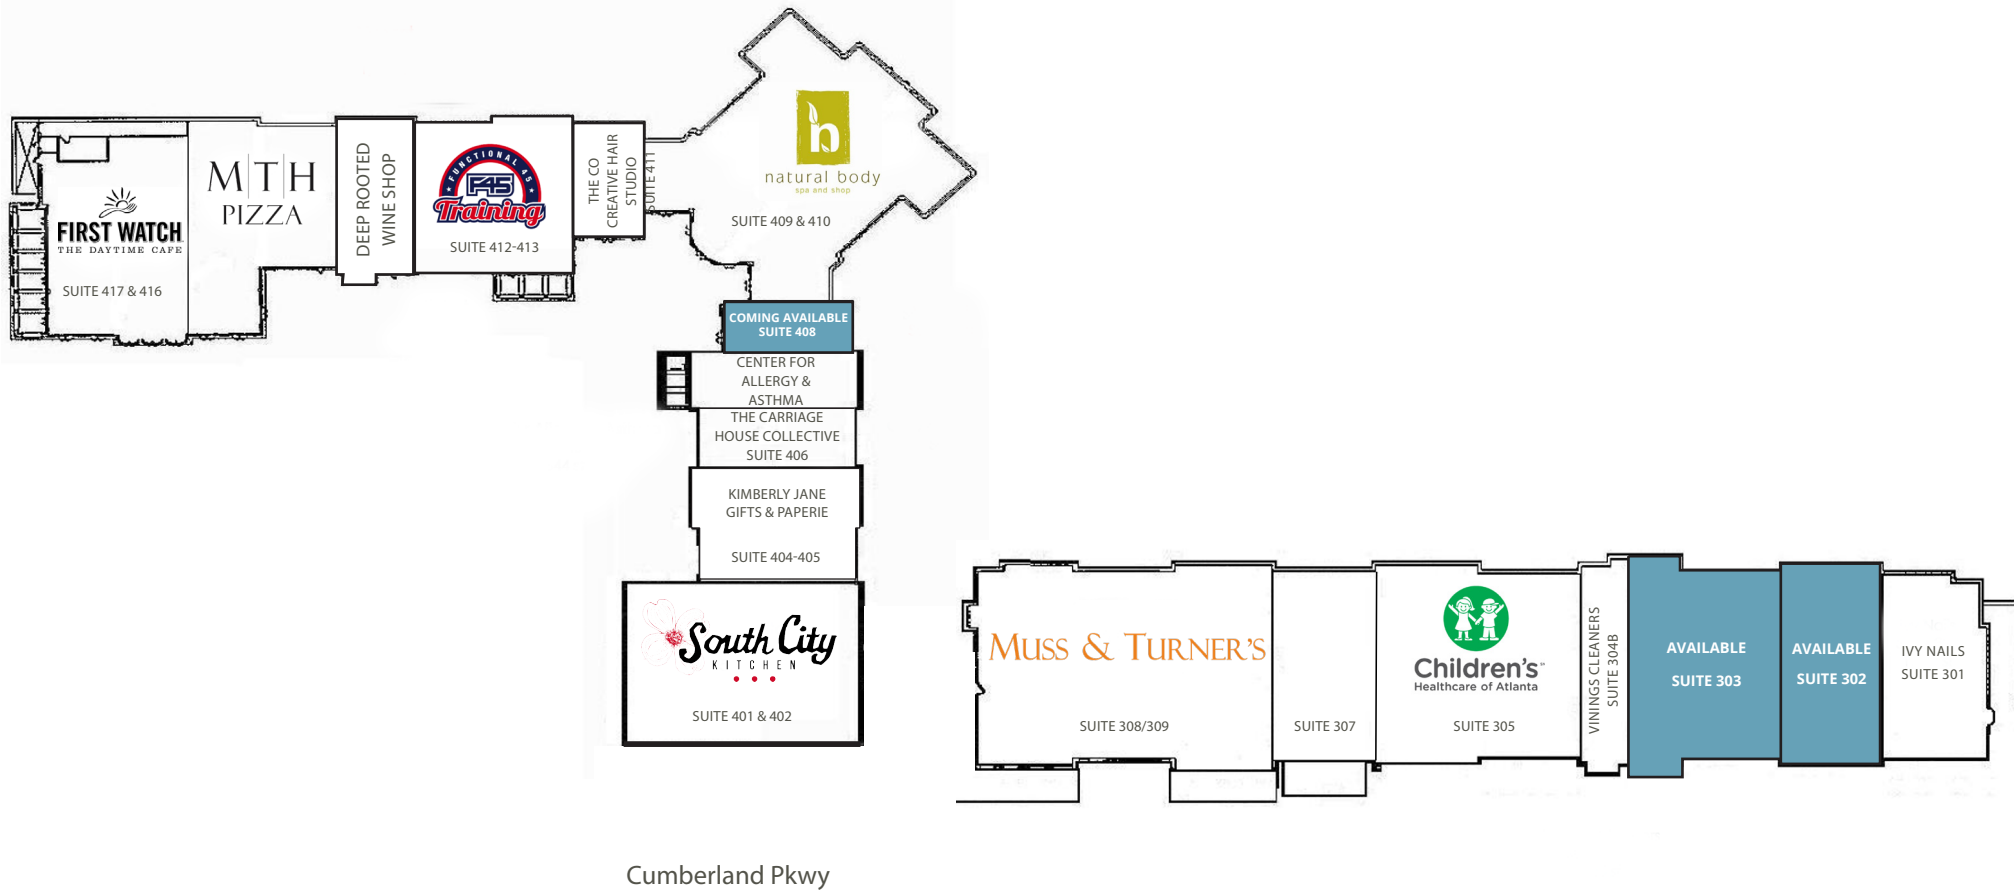 FIRST WATCH
THE DAYTIME CAFE
SUITE 417 & 416
M|T|H
PIZZA
DEEP ROOTED
WINE SHOP
FUNCTIONAL 45
F45
Training
SUITE 412-413
THE CO
CREATIVE HAIR
STUDIO
SUITE 411
natural body
spa and shop
SUITE 409 & 410
COMING AVAILABLE
SUITE 408
CENTER FOR
ALLERGY &
ASTHMA
THE CARRIAGE
HOUSE COLLECTIVE
SUITE 406
KIMBERLY JANE
GIFTS & PAPERIE
SUITE 404-405
South City
KITCHEN
SUITE 401 & 402
MUSS & TURNER'S
SUITE 308/309
SUITE 307
Children's
Healthcare of Atlanta
SUITE 305
VININGS CLEANERS
SUITE 304B
AVAILABLE
SUITE 303
AVAILABLE
SUITE 302
IVY NAILS
SUITE 301
Cumberland Pkwy